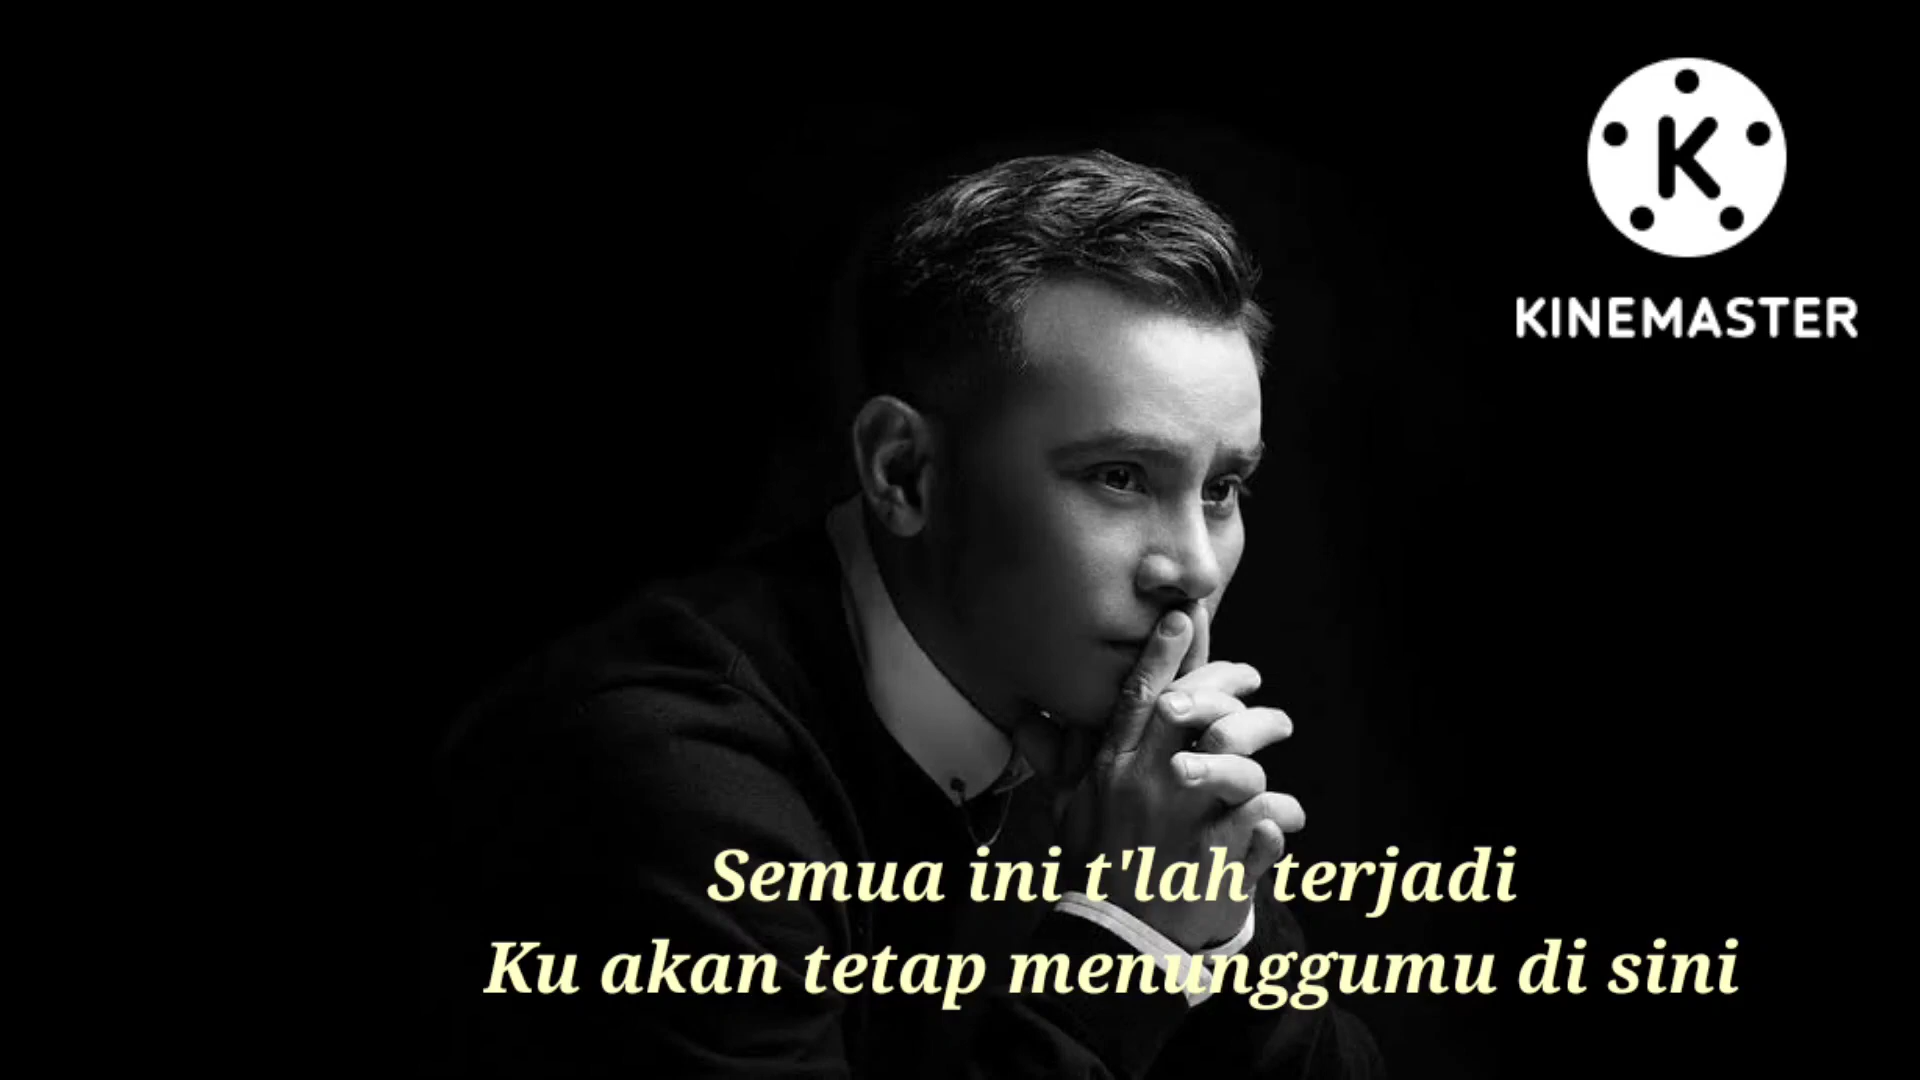 K
KINEMASTER
Semua ini t'lah terjadi
Ku akan tetap menunggumu di sini